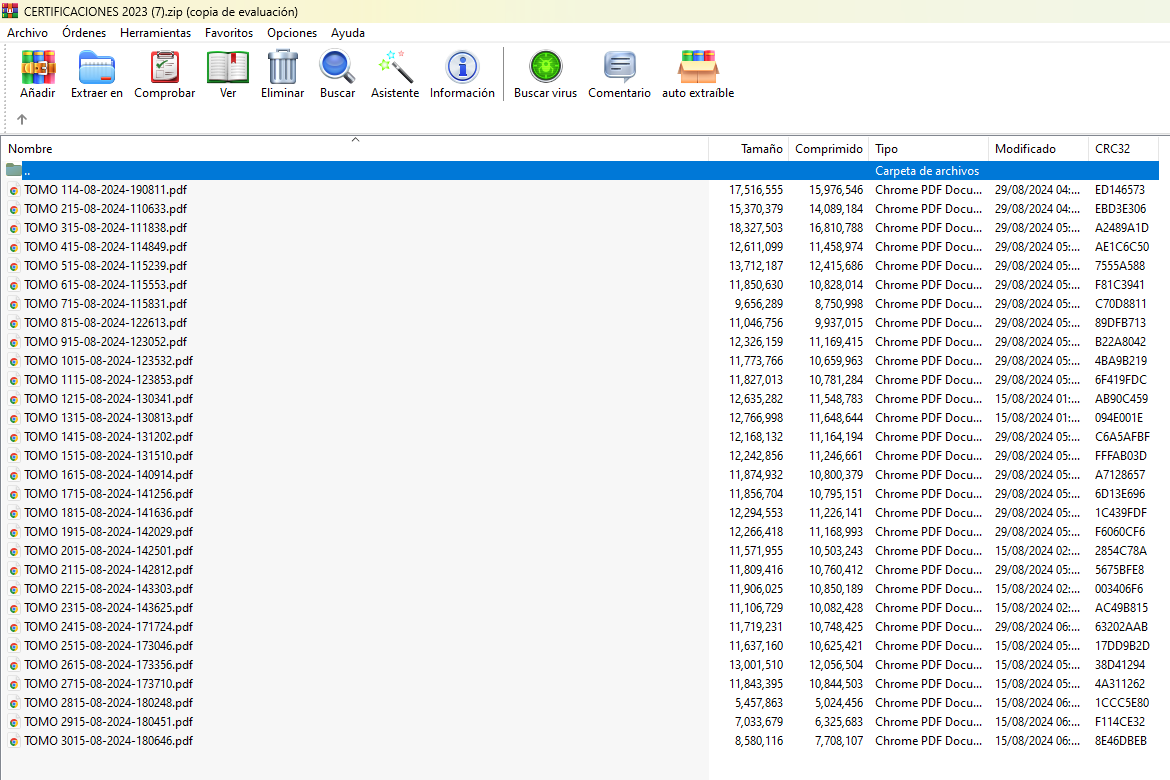 CERTIFICACIONES 2023 (7).zip (copia de evaluación)
Archivo Órdenes Herramientas Favoritos Opciones Ayuda
Añadir Extraer en Comprobar Ver Eliminar Buscar Asistente Información Buscar virus Comentario auto extraíble
Nombre Tamaño Comprimido Tipo Modificado CRC32
.. Carpeta de archivos
TOMO 114-08-2024-190811.pdf 17,516,555 15,976,546 Chrome PDF Docu... 29/08/2024 04:... ED146573
TOMO 215-08-2024-110633.pdf 15,370,379 14,089,184 Chrome PDF Docu... 29/08/2024 04:... EBD3E306
TOMO 315-08-2024-111838.pdf 18,327,503 16,810,788 Chrome PDF Docu... 29/08/2024 05:... A2489A1D
TOMO 415-08-2024-114849.pdf 12,611,099 11,458,974 Chrome PDF Docu... 29/08/2024 05:... AE1C6C50
TOMO 515-08-2024-115239.pdf 13,712,187 12,415,686 Chrome PDF Docu... 29/08/2024 05:... 7555A588
TOMO 615-08-2024-115553.pdf 11,850,630 10,828,014 Chrome PDF Docu... 29/08/2024 05:... F81C3941
TOMO 715-08-2024-115831.pdf 9,656,289 8,750,998 Chrome PDF Docu... 29/08/2024 05:... C70D8811
TOMO 815-08-2024-122613.pdf 11,046,756 9,937,015 Chrome PDF Docu... 29/08/2024 05:... 89DFB713
TOMO 915-08-2024-123052.pdf 12,326,159 11,169,415 Chrome PDF Docu... 29/08/2024 05:... B22A8042
TOMO 1015-08-2024-123532.pdf 11,773,766 10,659,963 Chrome PDF Docu... 29/08/2024 05:... 4BA9B219
TOMO 1115-08-2024-123853.pdf 11,827,013 10,781,284 Chrome PDF Docu... 29/08/2024 05:... 6F419FDC
TOMO 1215-08-2024-130341.pdf 12,635,282 11,548,783 Chrome PDF Docu... 15/08/2024 01:... AB90C459
TOMO 1315-08-2024-130813.pdf 12,766,998 11,648,644 Chrome PDF Docu... 15/08/2024 01:... 094E001E
TOMO 1415-08-2024-131202.pdf 12,168,132 11,164,194 Chrome PDF Docu... 29/08/2024 05:... C6A5AFBF
TOMO 1515-08-2024-131510.pdf 12,242,856 11,246,661 Chrome PDF Docu... 29/08/2024 05:... FFFAB03D
TOMO 1615-08-2024-140914.pdf 11,874,932 10,800,379 Chrome PDF Docu... 29/08/2024 05:... A7128657
TOMO 1715-08-2024-141256.pdf 11,856,704 10,795,151 Chrome PDF Docu... 29/08/2024 05:... 6D13E696
TOMO 1815-08-2024-141636.pdf 12,294,553 11,226,141 Chrome PDF Docu... 29/08/2024 05:... 1C439FDF
TOMO 1915-08-2024-142029.pdf 12,266,418 11,168,993 Chrome PDF Docu... 29/08/2024 05:... F6060CF6
TOMO 2015-08-2024-142501.pdf 11,571,955 10,503,243 Chrome PDF Docu... 15/08/2024 02:... 2854C78A
TOMO 2115-08-2024-142812.pdf 11,809,416 10,760,412 Chrome PDF Docu... 29/08/2024 05:... 5675BFE8
TOMO 2215-08-2024-143303.pdf 11,906,025 10,850,189 Chrome PDF Docu... 15/08/2024 02:... 003406F6
TOMO 2315-08-2024-143625.pdf 11,106,729 10,082,428 Chrome PDF Docu... 15/08/2024 02:... AC49B815
TOMO 2415-08-2024-171724.pdf 11,719,231 10,748,425 Chrome PDF Docu... 29/08/2024 06:... 63202AAB
TOMO 2515-08-2024-173046.pdf 11,637,160 10,625,421 Chrome PDF Docu... 15/08/2024 05:... 17DD9B2D
TOMO 2615-08-2024-173356.pdf 13,001,510 12,056,504 Chrome PDF Docu... 15/08/2024 05:... 38D41294
TOMO 2715-08-2024-173710.pdf 11,843,395 10,844,503 Chrome PDF Docu... 15/08/2024 05:... 4A311262
TOMO 2815-08-2024-180248.pdf 5,457,863 5,024,456 Chrome PDF Docu... 15/08/2024 06:... 1CCC5E80
TOMO 2915-08-2024-180451.pdf 7,033,679 6,325,683 Chrome PDF Docu... 15/08/2024 06:... F114CE32
TOMO 3015-08-2024-180646.pdf 8,580,116 7,708,107 Chrome PDF Docu... 15/08/2024 06:... 8E46DBEB